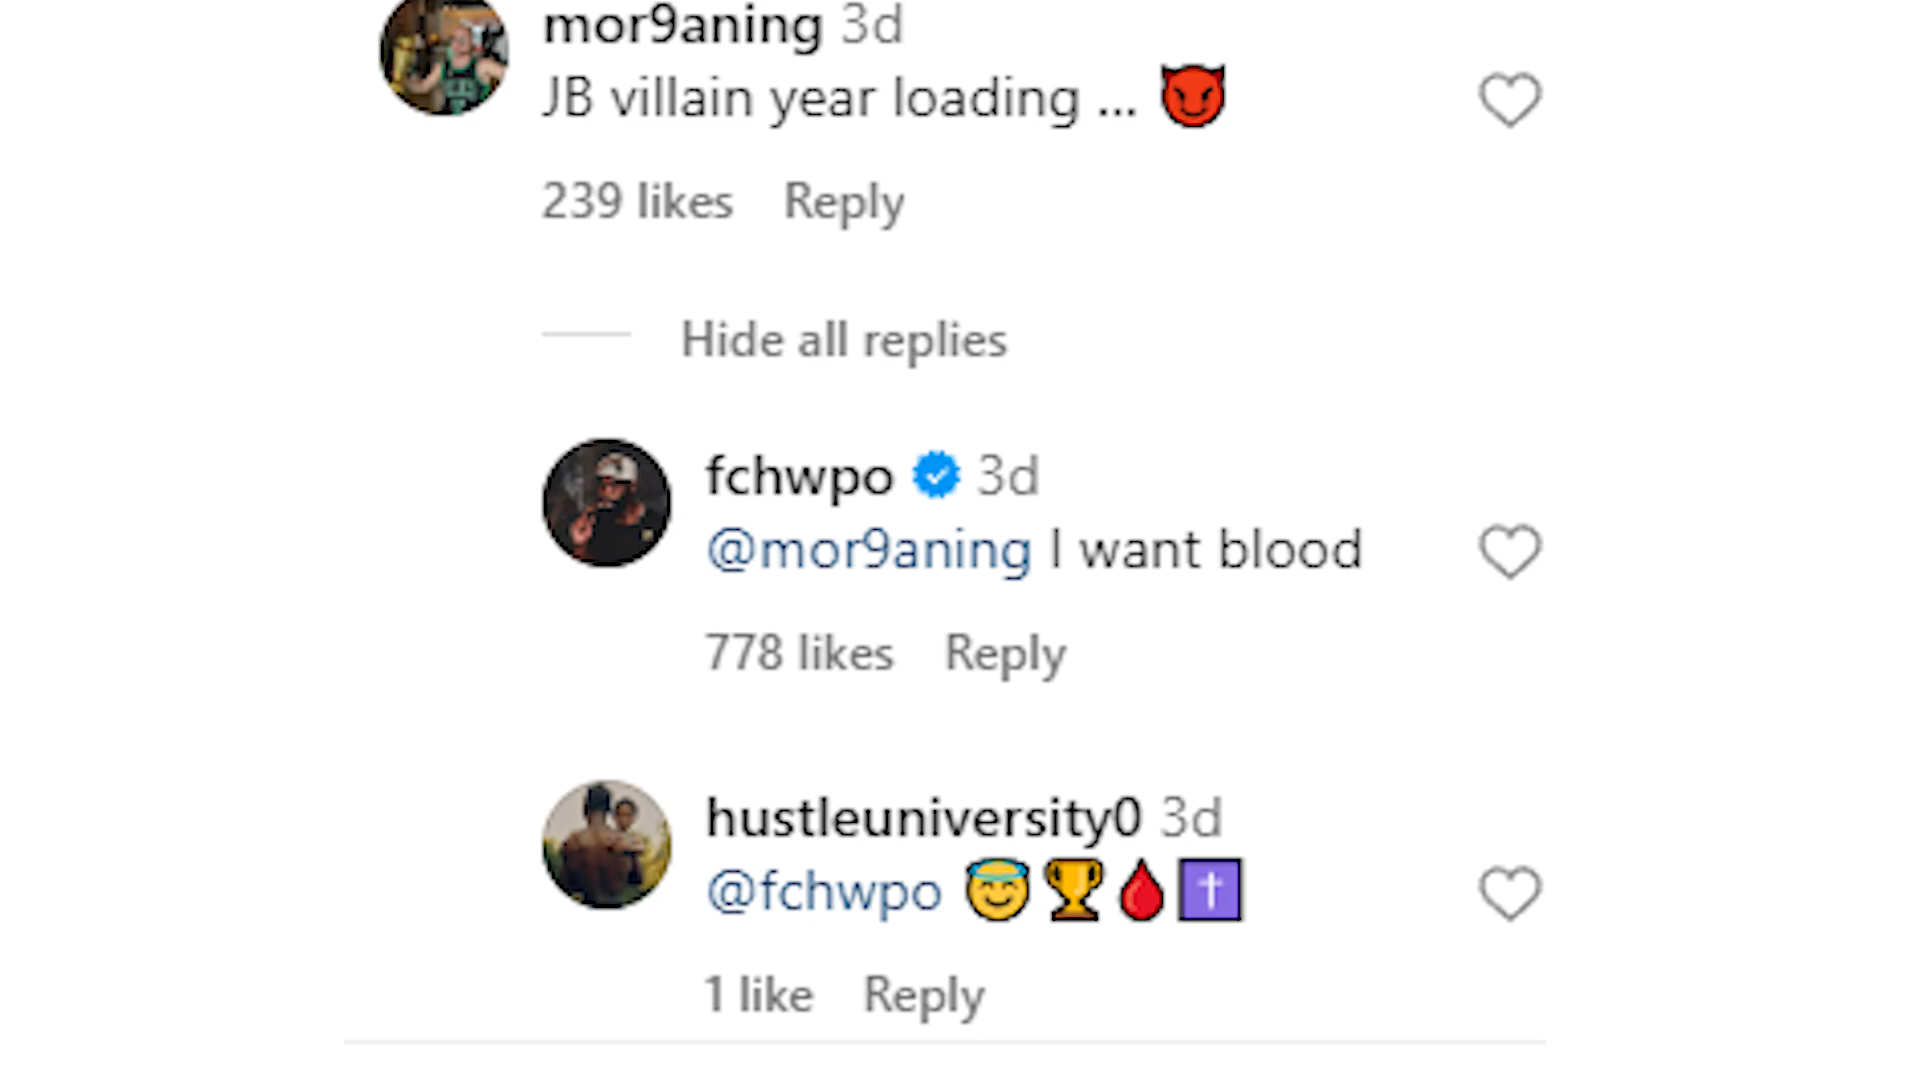 mor9aning 3d
JB villain year loading ... 😈
239 likes Reply
Hide all replies
fchwpo 3d
@mor9aning I want blood
778 likes Reply
hustleuniversity0 3d
@fchwpo 😇🏆🩸✝️
1 like Reply